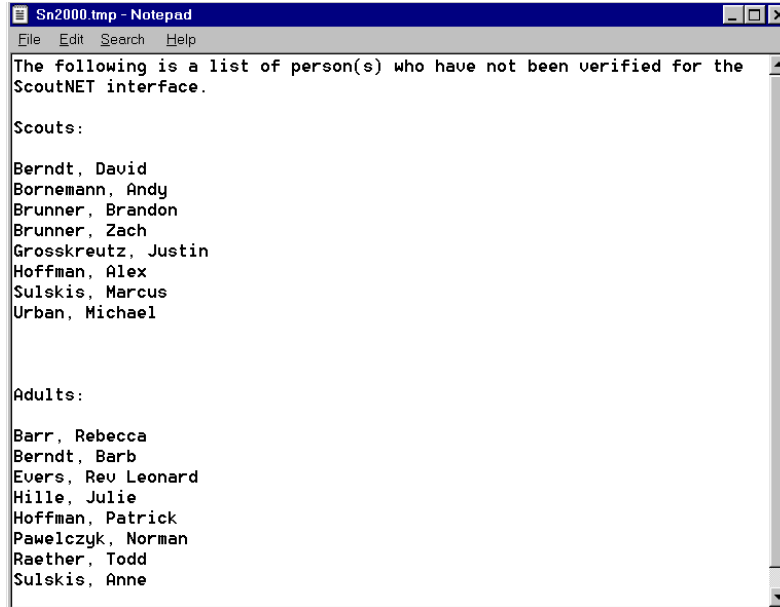 Sn2000.tmp - Notepad
File Edit Search Help
The following is a list of person(s) who have not been verified for the
ScoutNET interface.
Scouts:
Berndt, David
Bornemann, Andy
Brunner, Brandon
Brunner, Zach
Grosskreutz, Justin
Hoffman, Alex
Sulskis, Marcus
Urban, Michael
Adults:
Barr, Rebecca
Berndt, Barb
Evers, Rev Leonard
Hille, Julie
Hoffman, Patrick
Pawelczyk, Norman
Raether, Todd
Sulskis, Anne